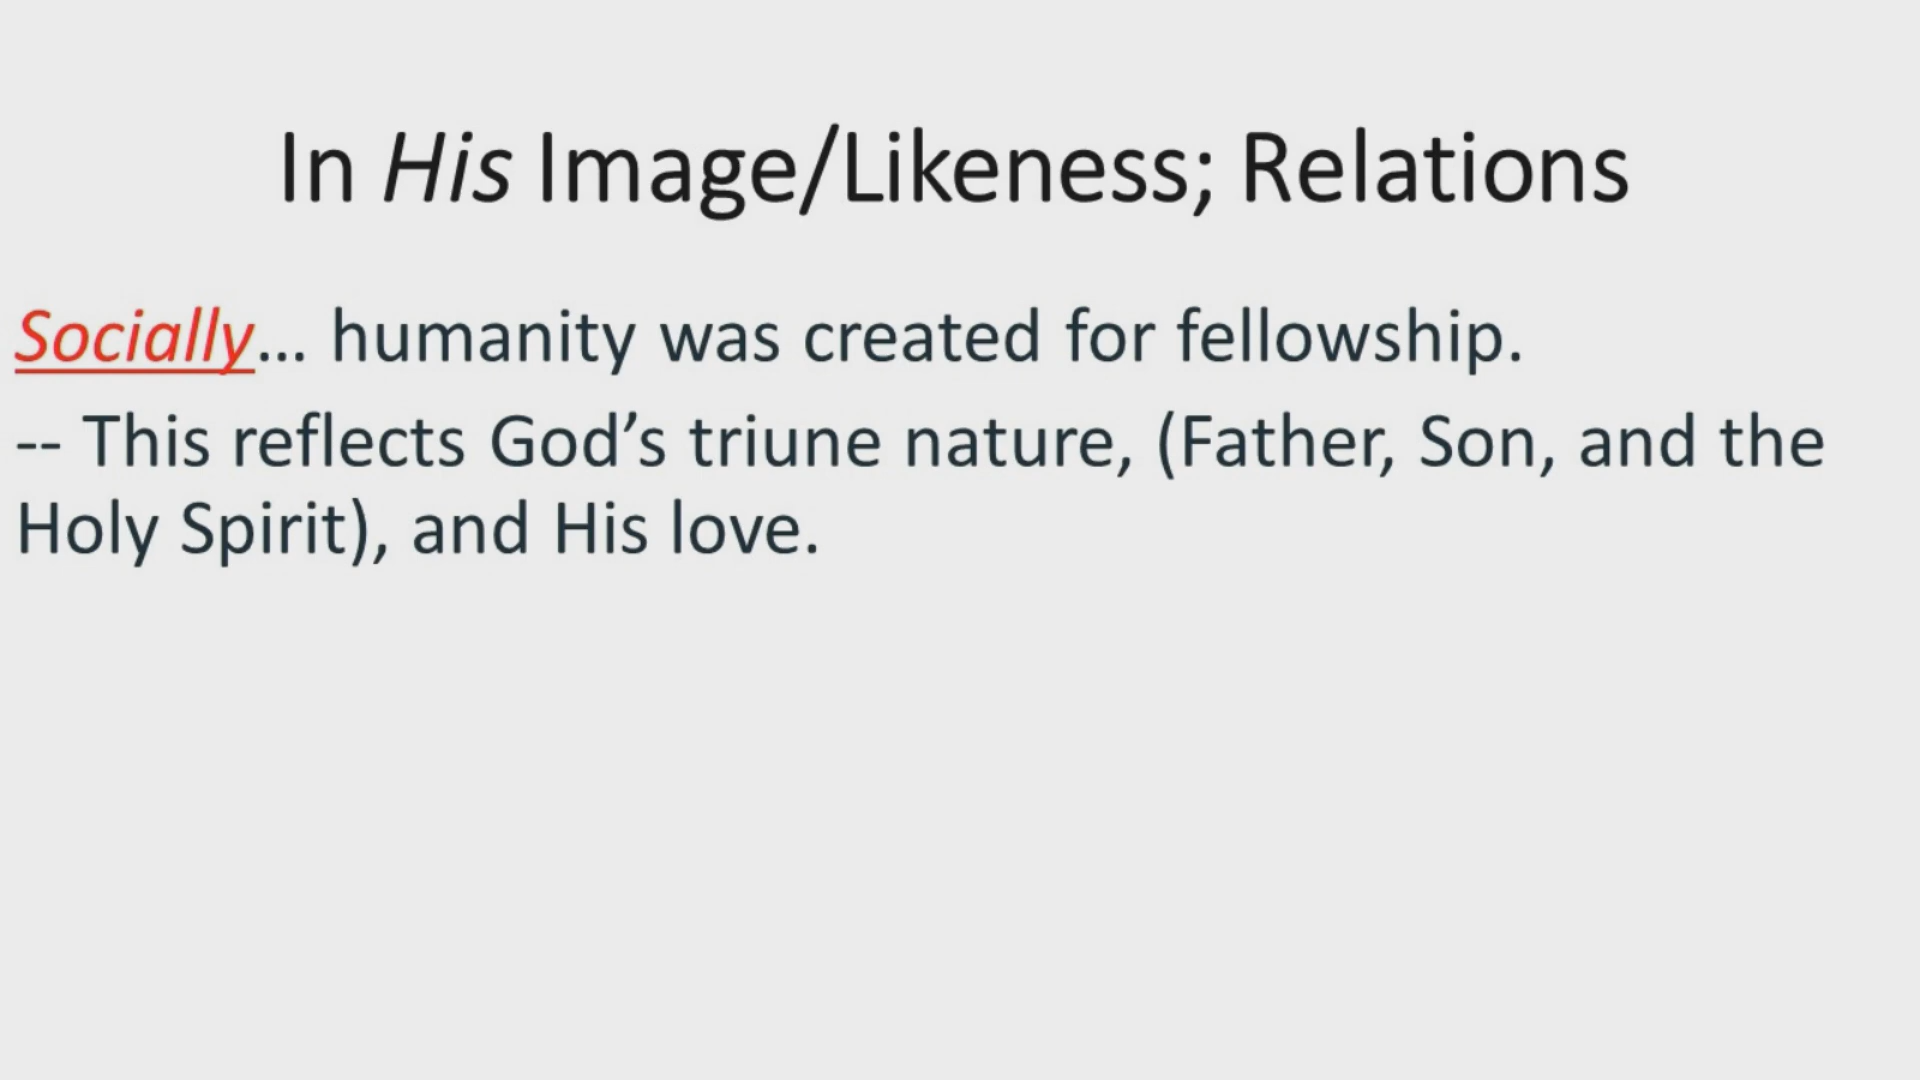 In His Image/Likeness; Relations
Socially... humanity was created for fellowship.
-- This reflects God’s triune nature, (Father, Son, and the
Holy Spirit), and His love.